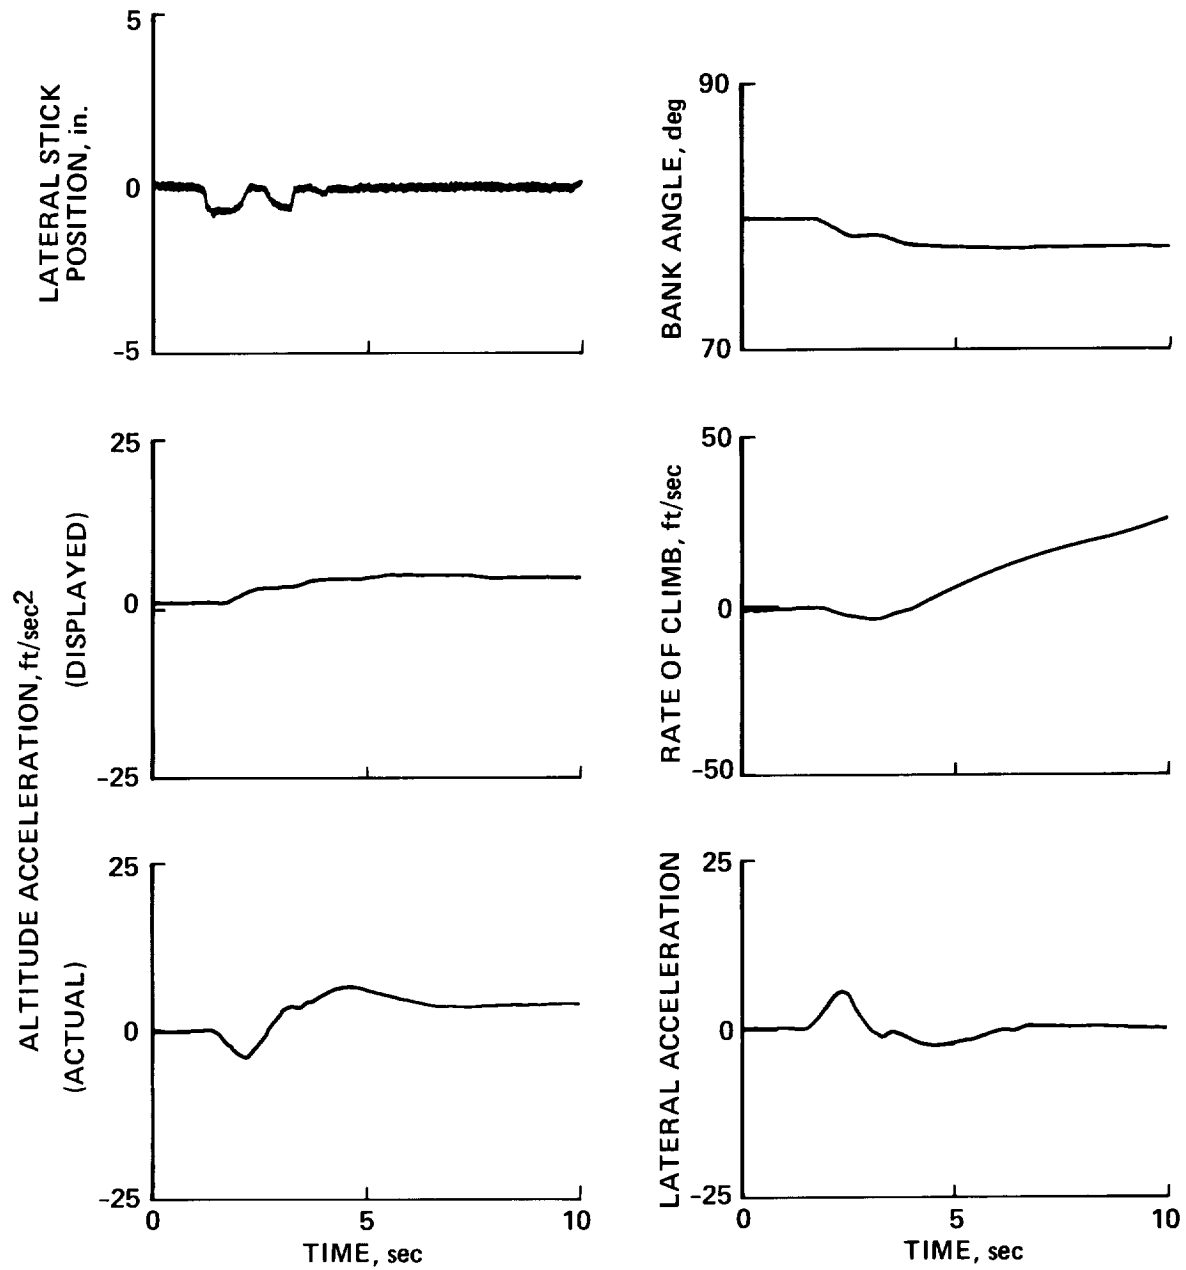 5
0
-5
LATERAL STICK
POSITION, in.
90
70
BANK ANGLE, deg
25
0
-25
ALTITUDE ACCELERATION, ft/sec2
(DISPLAYED)
50
0
-50
RATE OF CLIMB, ft/sec
25
0
-25
(ACTUAL)
0
5
10
TIME, sec
25
0
-25
LATERAL ACCELERATION
0
5
10
TIME, sec